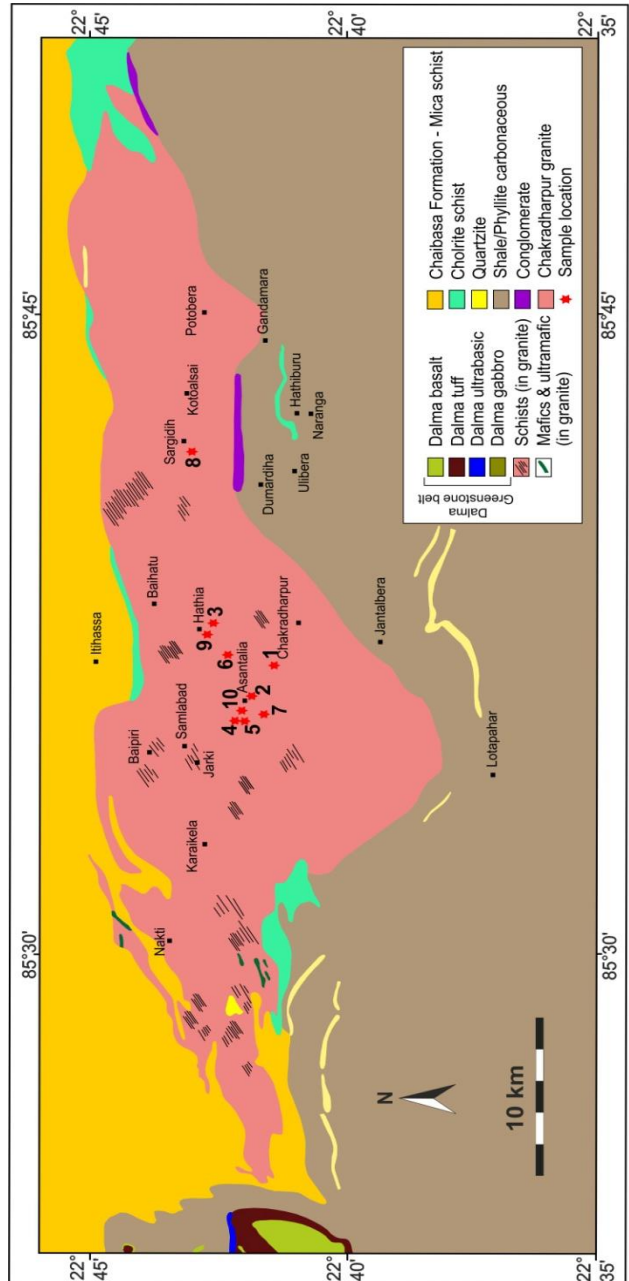 85°30'
85°45'
22°
45'
22°
45'
22°
40'
22°
40'
22°
35'
22°
35'
Itihassa
Baihatu
Baipiri
Samlabad
Jarki
Nakti
Karaikela
Hathia
9
3
6
Asantalia
10
4
5
2
7
1
Chakradharpur
Sargidih
8
Kotoalsai
Potobera
Gandamara
Dumardiha
Ulibera
Hathiburu
Naranga
Jantalbera
Lotapahar
N
10 km
85°30'
85°45'
Dalma
Greenstone belt
Dalma basalt
Dalma tuff
Dalma ultrabasic
Dalma gabbro
Schists (in granite)
Mafics & ultramafic
(in granite)
Chaibasa Formation - Mica schist
Cholrite schist
Quartzite
Shale/Phyllite carbonaceous
Conglomerate
Chakradharpur granite
Sample location